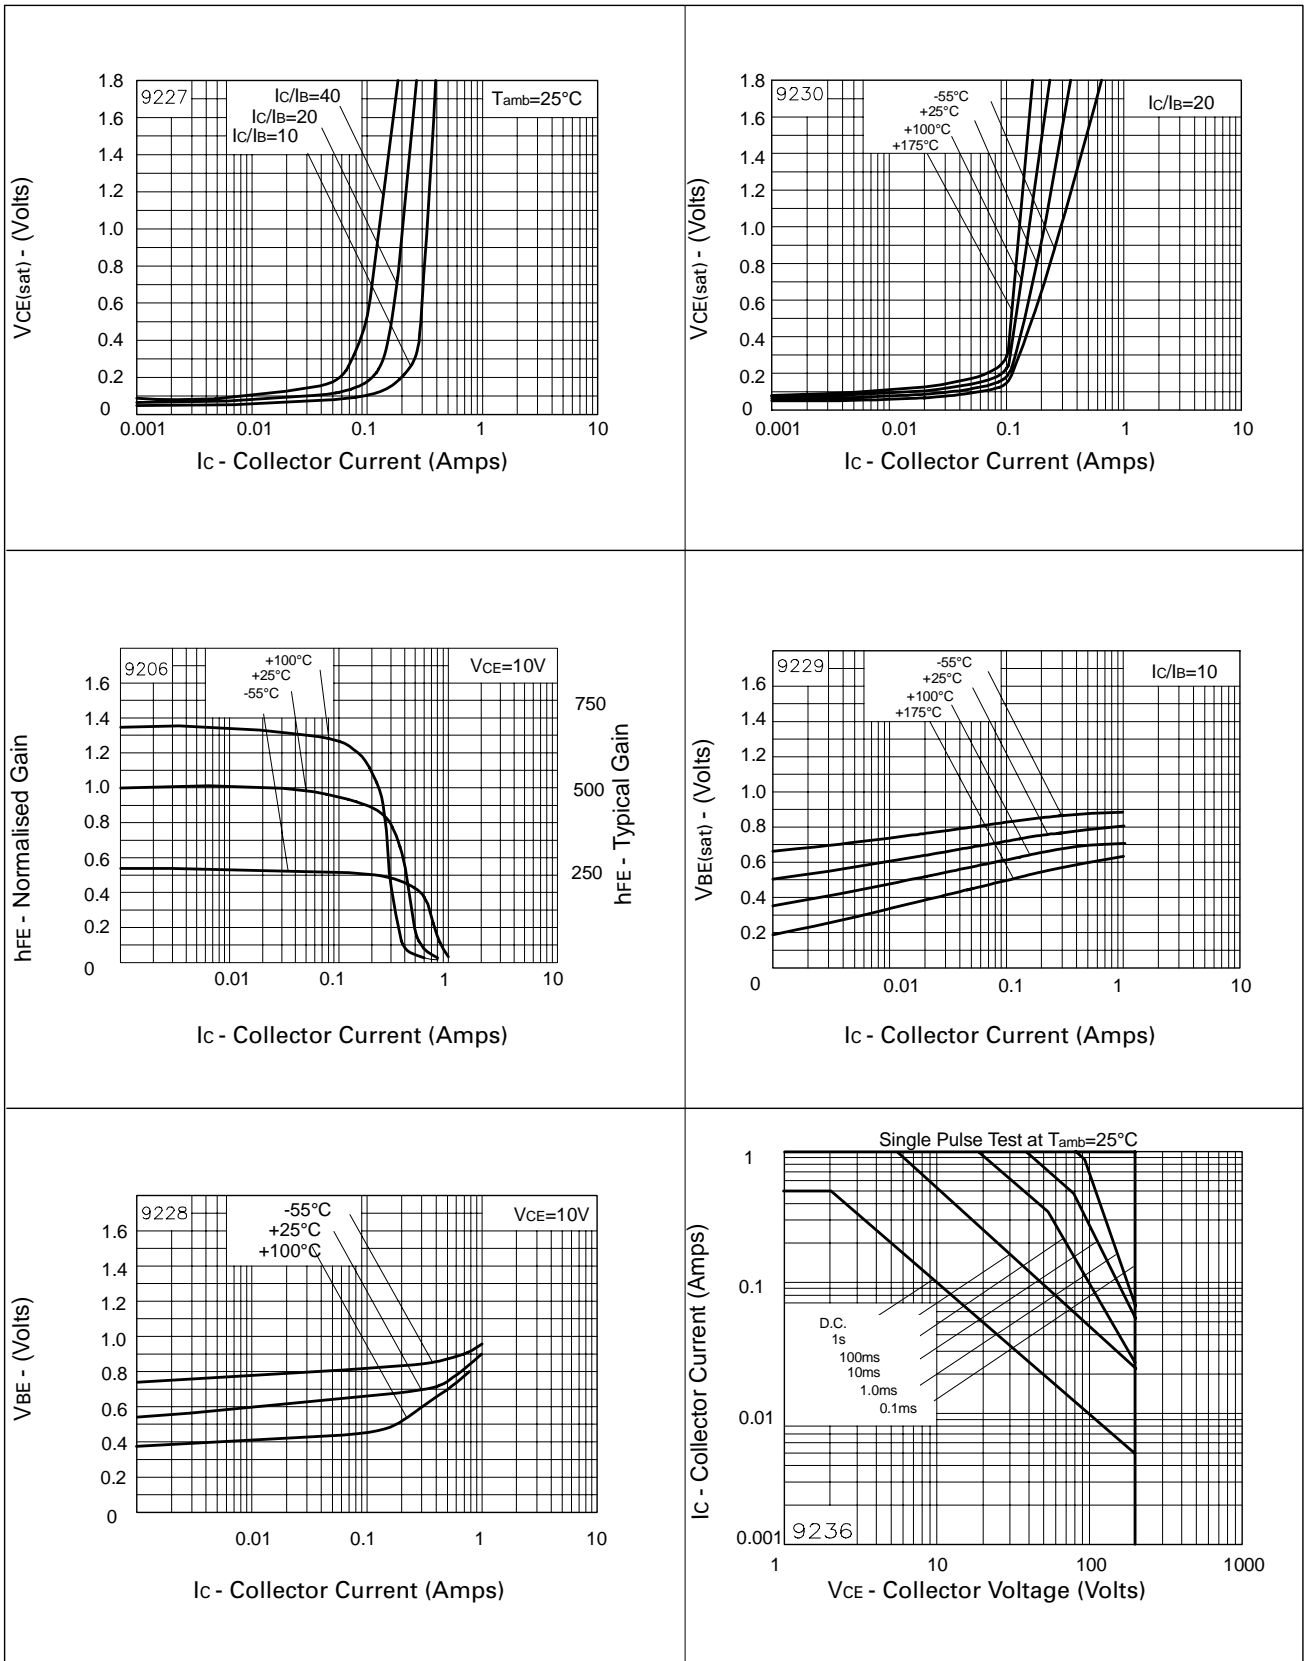 1.8
1.6
1.4
1.2
1.0
0.8
0.6
0.4
0.2
0
9227
IC/IB=40
IC/IB=20
IC/IB=10
Tamb=25°C
VCE(sat) - (Volts)
0.001 0.01 0.1 1 10
IC - Collector Current (Amps)
1.8
1.6
1.4
1.2
1.0
0.8
0.6
0.4
0.2
0
9230
-55°C
+25°C
+100°C
+175°C
IC/IB=20
VCE(sat) - (Volts)
0.001 0.01 0.1 1 10
IC - Collector Current (Amps)
1.6
1.4
1.2
1.0
0.8
0.6
0.4
0.2
0
9206
+100°C
+25°C
-55°C
VCE=10V
750
500
250
hFE - Normalised Gain
hFE - Typical Gain
0.01 0.1 1 10
IC - Collector Current (Amps)
1.6
1.4
1.2
1.0
0.8
0.6
0.4
0.2
0
9229
-55°C
+25°C
+100°C
+175°C
IC/IB=10
VBE(sat) - (Volts)
0.01 0.1 1 10
IC - Collector Current (Amps)
1.6
1.4
1.2
1.0
0.8
0.6
0.4
0.2
0
9228
-55°C
+25°C
+100°C
VCE=10V
VBE - (Volts)
0.01 0.1 1 10
IC - Collector Current (Amps)
Single Pulse Test at Tamb=25°C
1
0.1
0.01
0.001
D.C.
1s
100ms
10ms
1.0ms
0.1ms
9236
IC - Collector Current (Amps)
1 10 100 1000
VCE - Collector Voltage (Volts)